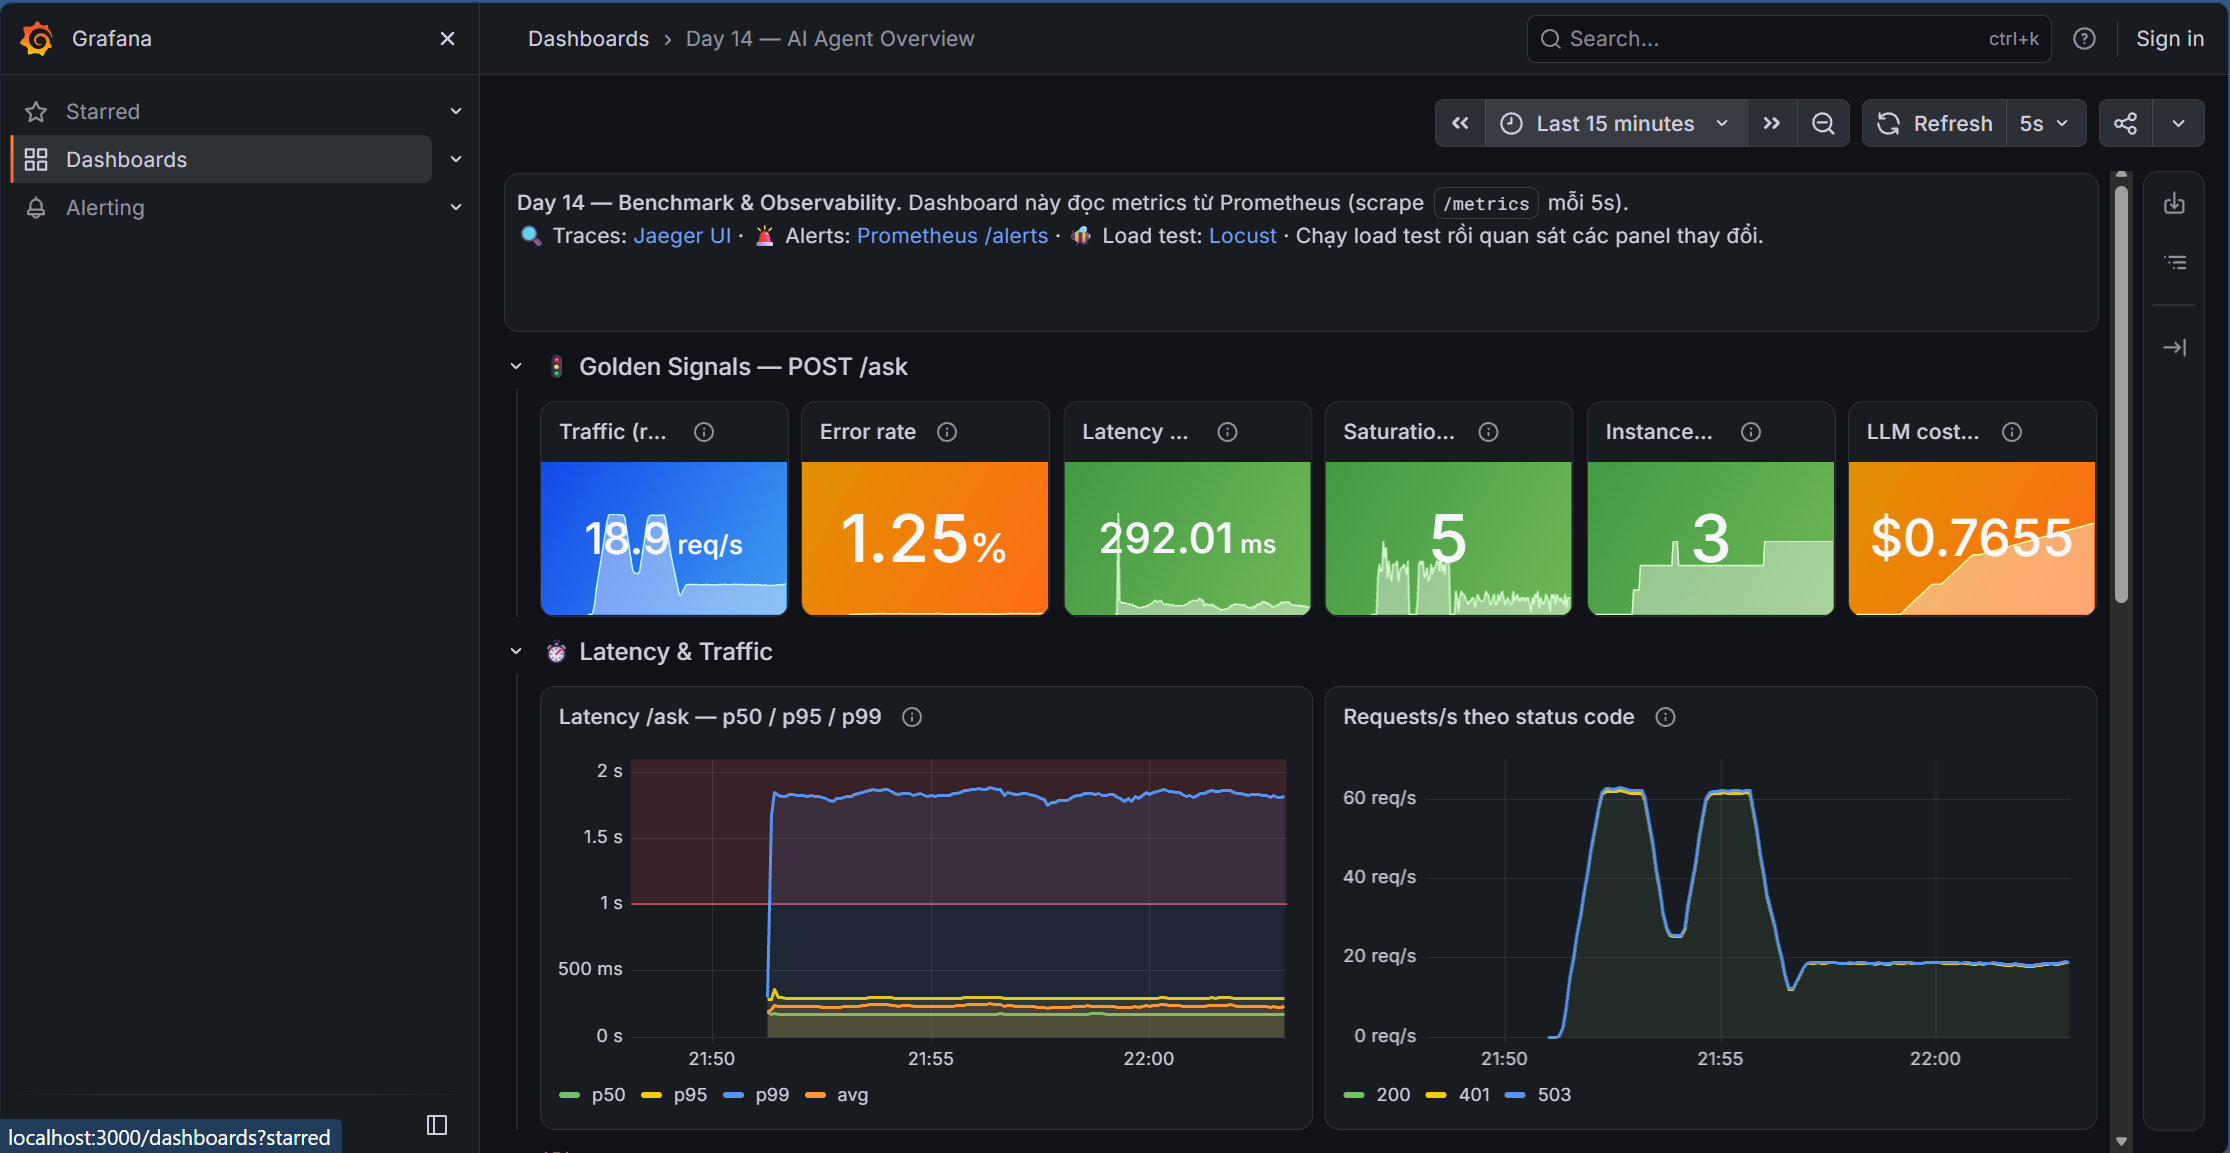 Grafana
Dashboards › Day 14 — AI Agent Overview
Search...
ctrl+k
Sign in
Starred
Dashboards
Alerting
Last 15 minutes
Refresh
5s
Day 14 — Benchmark & Observability. Dashboard này đọc metrics từ Prometheus (scrape /metrics mỗi 5s).
Traces: Jaeger UI · Alerts: Prometheus /alerts · Load test: Locust · Chạy load test rồi quan sát các panel thay đổi.
Golden Signals — POST /ask
Traffic (r...
18.9 req/s
Error rate
1.25%
Latency ...
292.01 ms
Saturatio...
5
Instance...
3
LLM cost...
$0.7655
Latency & Traffic
Latency /ask — p50 / p95 / p99
2 s
1.5 s
1 s
500 ms
0 s
21:50
21:55
22:00
p50
p95
p99
avg
Requests/s theo status code
60 req/s
40 req/s
20 req/s
0 req/s
21:50
21:55
22:00
200
401
503
localhost:3000/dashboards?starred